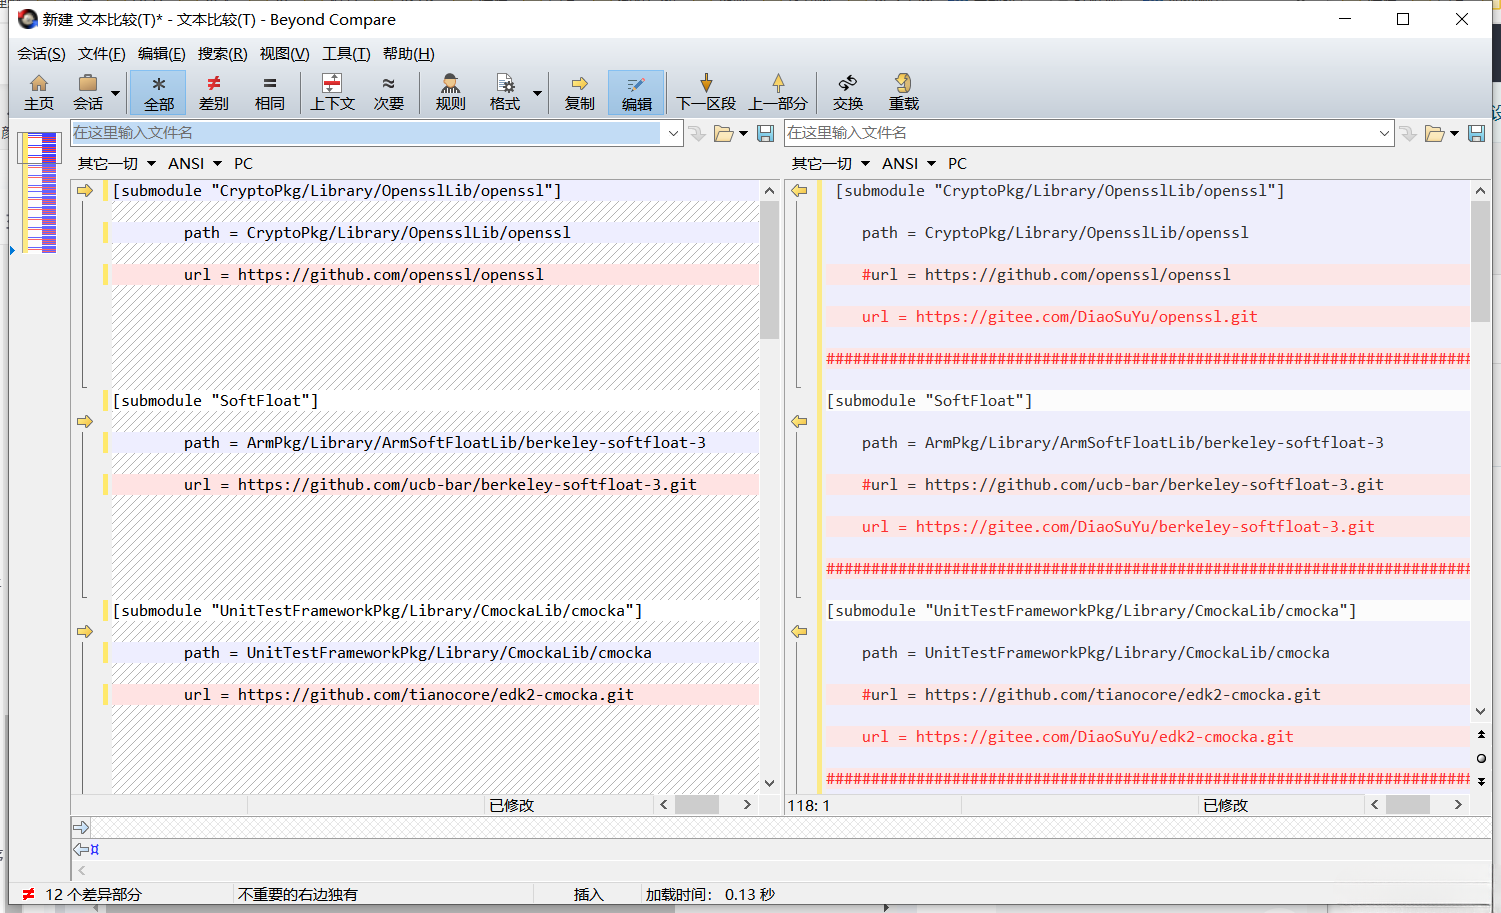 新建 文本比较(T)* - 文本比较(T) - Beyond Compare
会话(S) 文件(F) 编辑(E) 搜索(R) 视图(V) 工具(T) 帮助(H)
主页 会话 全部 差别 相同 上下文 次要 规则 格式 复制 编辑 下一区段 上一部分 交换 重载
在这里输入文件名
在这里输入文件名
其它一切 ANSI PC
其它一切 ANSI PC
[submodule "CryptoPkg/Library/OpensslLib/openssl"]
path = CryptoPkg/Library/OpensslLib/openssl
url = https://github.com/openssl/openssl
[submodule "SoftFloat"]
path = ArmPkg/Library/ArmSoftFloatLib/berkeley-softfloat-3
url = https://github.com/ucb-bar/berkeley-softfloat-3.git
[submodule "UnitTestFrameworkPkg/Library/CmockaLib/cmocka"]
path = UnitTestFrameworkPkg/Library/CmockaLib/cmocka
url = https://github.com/tianocore/edk2-cmocka.git
[submodule "CryptoPkg/Library/OpensslLib/openssl"]
path = CryptoPkg/Library/OpensslLib/openssl
#url = https://github.com/openssl/openssl
url = https://gitee.com/DiaoSuYu/openssl.git
########################################################################
[submodule "SoftFloat"]
path = ArmPkg/Library/ArmSoftFloatLib/berkeley-softfloat-3
#url = https://github.com/ucb-bar/berkeley-softfloat-3.git
url = https://gitee.com/DiaoSuYu/berkeley-softfloat-3.git
########################################################################
[submodule "UnitTestFrameworkPkg/Library/CmockaLib/cmocka"]
path = UnitTestFrameworkPkg/Library/CmockaLib/cmocka
#url = https://github.com/tianocore/edk2-cmocka.git
url = https://gitee.com/DiaoSuYu/edk2-cmocka.git
########################################################################
已修改
118: 1 已修改
12 个差异部分 不重要的右边独有 插入 加载时间: 0.13 秒